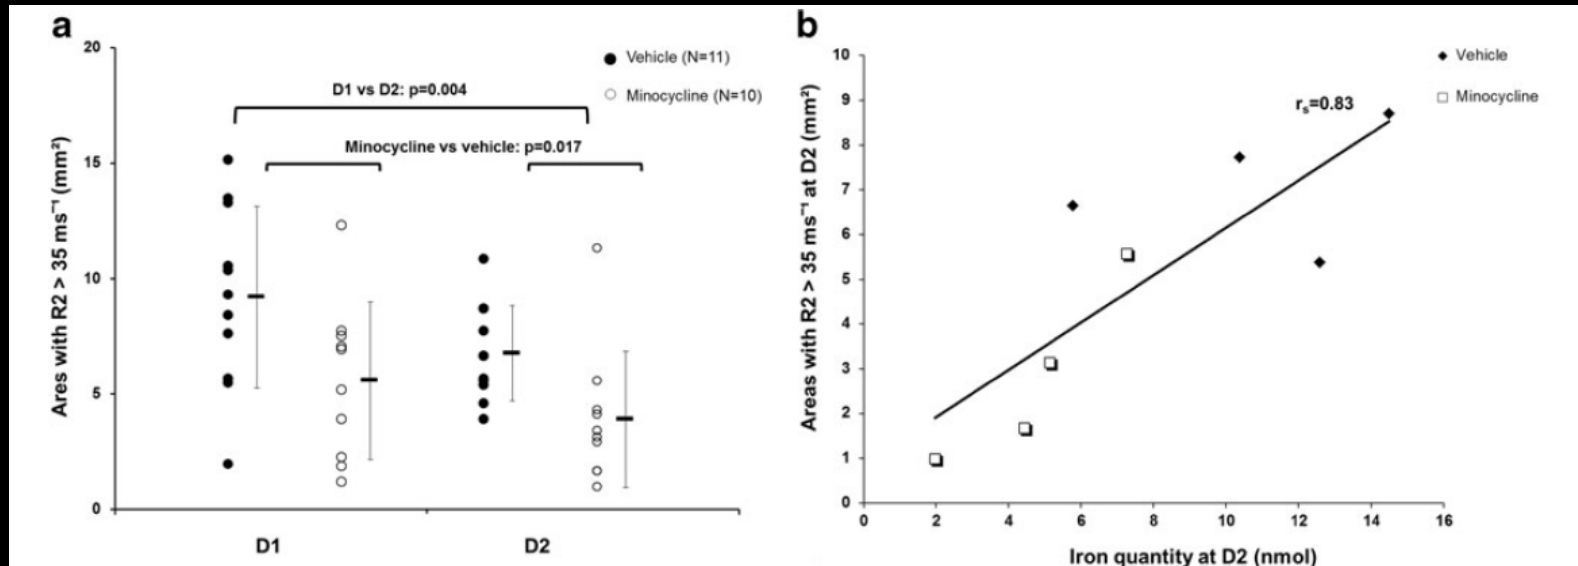 a
20
15
10
5
0
Ares with R2 > 35 ms⁻¹ (mm²)
Vehicle (N=11)
Minocycline (N=10)
D1 vs D2: p=0.004
Minocycline vs vehicle: p=0.017
D1
D2
b
10
9
8
7
6
5
4
3
2
1
0
Areas with R2 > 35 ms⁻¹ at D2 (mm²)
Vehicle
Minocycline
rₛ=0.83
0 2 4 6 8 10 12 14 16
Iron quantity at D2 (nmol)